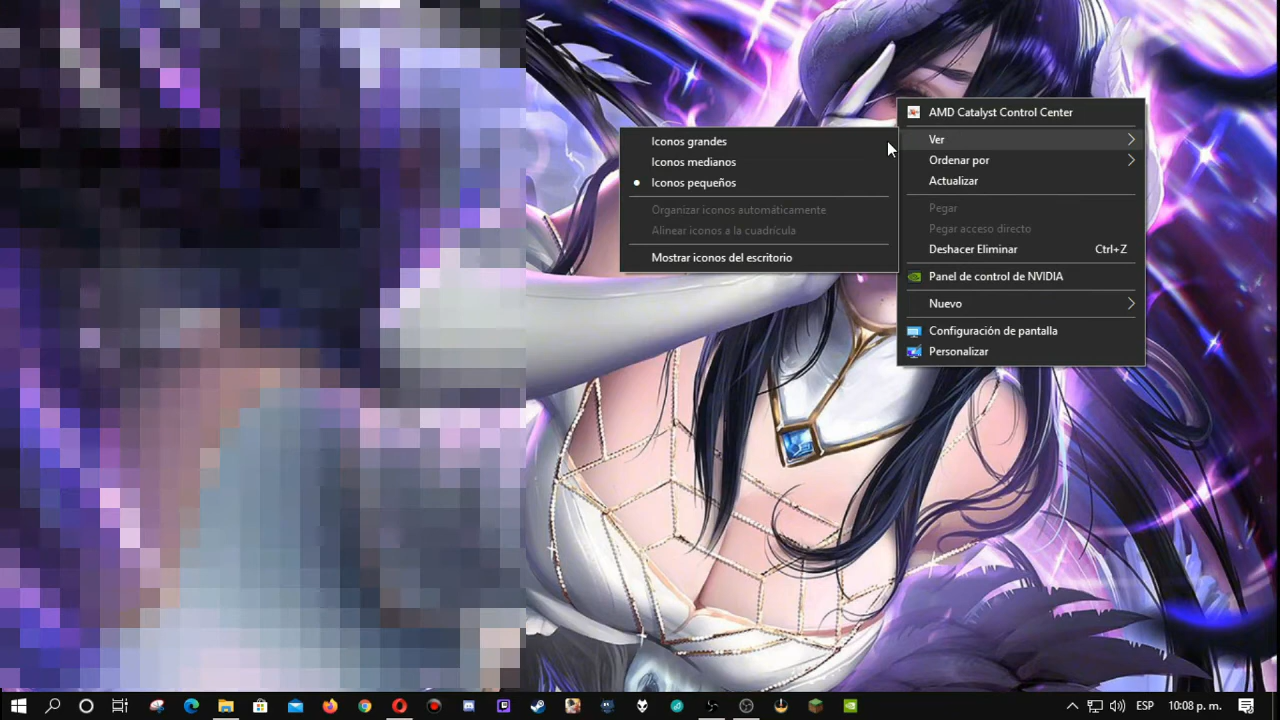 AMD Catalyst Control Center
Ver
Ordenar por
Actualizar
Pegar
Pegar acceso directo
Deshacer Eliminar Ctrl+Z
Panel de control de NVIDIA
Nuevo
Configuración de pantalla
Personalizar
Iconos grandes
Iconos medianos
Iconos pequeños
Organizar iconos automáticamente
Alinear iconos a la cuadrícula
Mostrar iconos del escritorio
ESP 10:08 p. m.